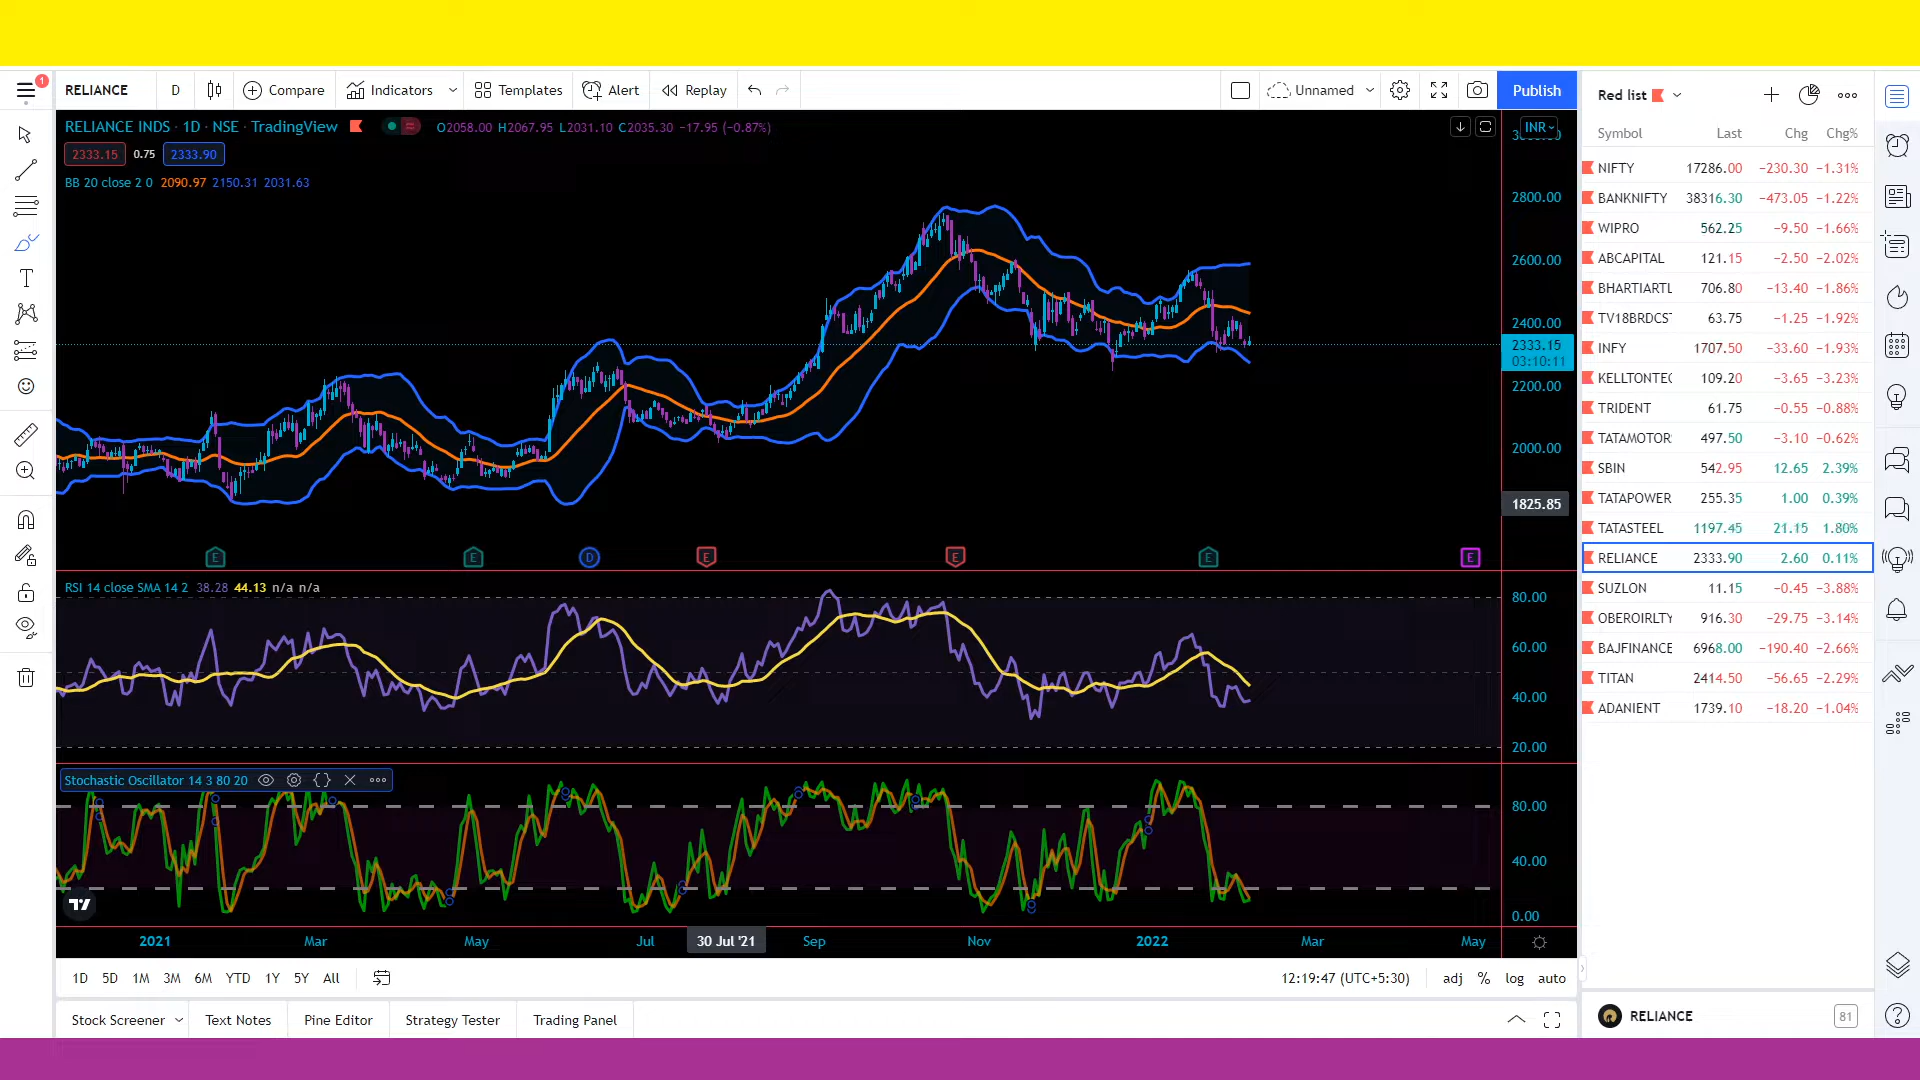 1
RELIANCE D Compare Indicators Templates Alert Replay Unnamed Publish
RELIANCE INDS · 1D · NSE · TradingView O2058.00 H2067.95 L2031.10 C2035.30 −17.95 (−0.87%)
2333.15 0.75 2333.90
BB 20 close 2 0 2090.97 2150.31 2031.63
INR
2800.00
2600.00
2400.00
2333.15
03:10:11
2200.00
2000.00
1825.85
E E D E E E E
RSI 14 close SMA 14 2 38.28 44.13 n/a n/a
80.00
60.00
40.00
20.00
Stochastic Oscillator 14 3 80 20
80.00
40.00
0.00
2021 Mar May Jul 30 Jul '21 Sep Nov 2022 Mar May
1D 5D 1M 3M 6M YTD 1Y 5Y All 12:19:47 (UTC+5:30) adj % log auto
Stock Screener Text Notes Pine Editor Strategy Tester Trading Panel
Red list
Symbol Last Chg Chg%
NIFTY 17286.00 −230.30 −1.31%
BANKNIFTY 38316.30 −473.05 −1.22%
WIPRO 562.25 −9.50 −1.66%
ABCAPITAL 121.15 −2.50 −2.02%
BHARTIARTL 706.80 −13.40 −1.86%
TV18BRDCST 63.75 −1.25 −1.92%
INFY 1707.50 −33.60 −1.93%
KELLTONTEC 109.20 −3.65 −3.23%
TRIDENT 61.75 −0.55 −0.88%
TATAMOTOR 497.50 −3.10 −0.62%
SBIN 542.95 12.65 2.39%
TATAPOWER 255.35 1.00 0.39%
TATASTEEL 1197.45 21.15 1.80%
RELIANCE 2333.90 2.60 0.11%
SUZLON 11.15 −0.45 −3.88%
OBEROIRLTY 916.30 −29.75 −3.14%
BAJFINANCE 6968.00 −190.40 −2.66%
TITAN 2414.50 −56.65 −2.29%
ADANIENT 1739.10 −18.20 −1.04%
RELIANCE 81